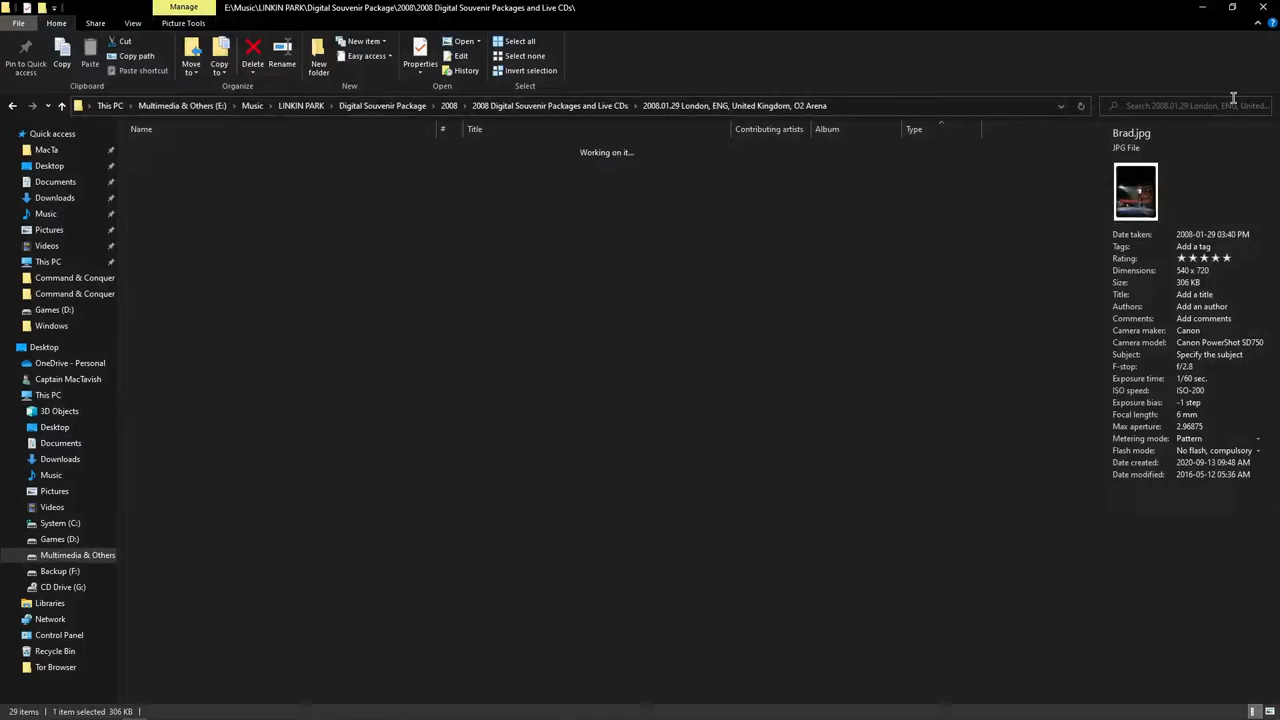 Manage
E:\Music\LINKIN PARK\Digital Souvenir Package\2008\2008 Digital Souvenir Packages and Live CDs\
File
Home
Share
View
Picture Tools
Pin to Quick access
Copy
Paste
Cut
Copy path
Paste shortcut
Clipboard
Move to
Copy to
Delete
Rename
Organize
New folder
New item
Easy access
New
Properties
Open
Edit
History
Open
Select all
Select none
Invert selection
Select
This PC
Multimedia & Others (E:)
Music
LINKIN PARK
Digital Souvenir Package
2008
2008 Digital Souvenir Packages and Live CDs
2008.01.29 London, ENG, United Kingdom, O2 Arena
Search 2008.01.29 London, ENG, United...
Quick access
MacTa
Desktop
Documents
Downloads
Music
Pictures
Videos
This PC
Command & Conquer
Command & Conquer
Games (D:)
Windows
Desktop
OneDrive - Personal
Captain MacTavish
This PC
3D Objects
Desktop
Documents
Downloads
Music
Pictures
Videos
System (C:)
Games (D:)
Multimedia & Others
Backup (F:)
CD Drive (G:)
Libraries
Network
Control Panel
Recycle Bin
Tor Browser
Name
#
Title
Contributing artists
Album
Type
Working on it...
Brad.jpg
JPG File
Date taken: 2008-01-29 03:40 PM
Tags: Add a tag
Rating: ★★★★★
Dimensions: 540 x 720
Size: 306 KB
Title: Add a title
Authors: Add an author
Comments: Add comments
Camera maker: Canon
Camera model: Canon PowerShot SD750
Subject: Specify the subject
F-stop: f/2.8
Exposure time: 1/60 sec.
ISO speed: ISO-200
Exposure bias: -1 step
Focal length: 6 mm
Max aperture: 2.96875
Metering mode: Pattern
Flash mode: No flash, compulsory
Date created: 2020-09-13 09:48 AM
Date modified: 2016-05-12 05:36 AM
29 items
1 item selected 306 KB